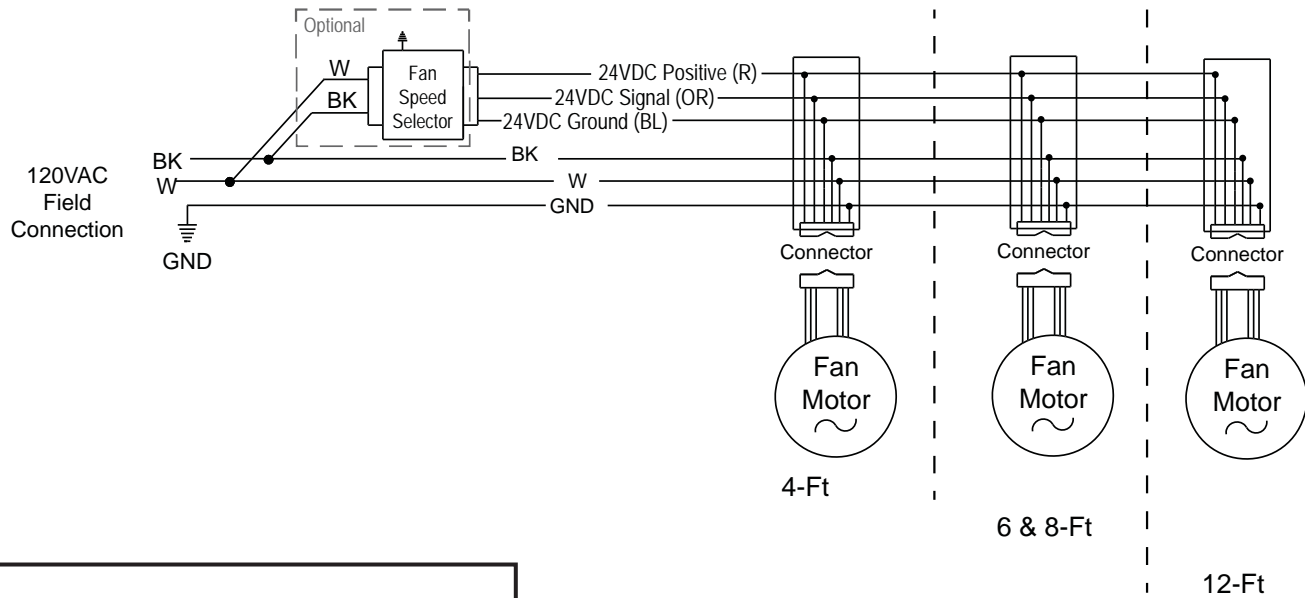 Optional
W
BK
Fan
Speed
Selector
24VDC Positive (R)
24VDC Signal (OR)
24VDC Ground (BL)
BK
BK
W
W
GND
120VAC
Field
Connection
GND
Connector
Connector
Connector
Fan
Motor
Fan
Motor
Fan
Motor
4-Ft
6 & 8-Ft
12-Ft